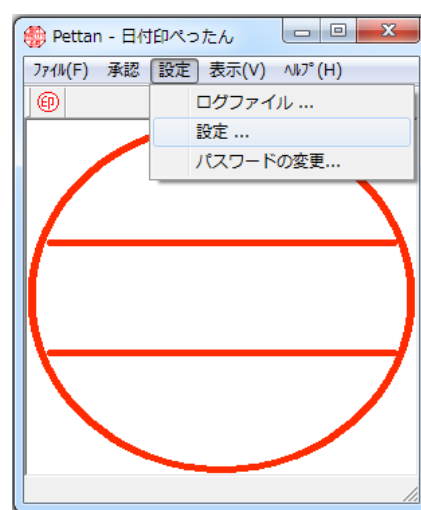 Pettan - 日付印ぺったん
ﾌｧｲﾙ(F) 承認 設定 表示(V) ﾍﾙﾌﾟ(H)
印
ログファイル ...
設定 ...
パスワードの変更...